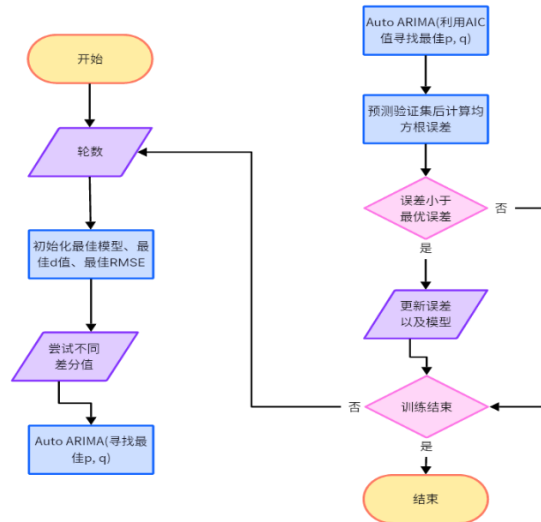 开始
轮数
初始化最佳模型、最
佳d值、最佳RMSE
尝试不同
差分值
Auto ARIMA(寻找最
佳p, q)
Auto ARIMA(利用AIC
值寻找最佳p, q)
预测验证集后计算均
方根误差
误差小于
最优误差
否
是
更新误差
以及模型
训练结束
否
是
结束